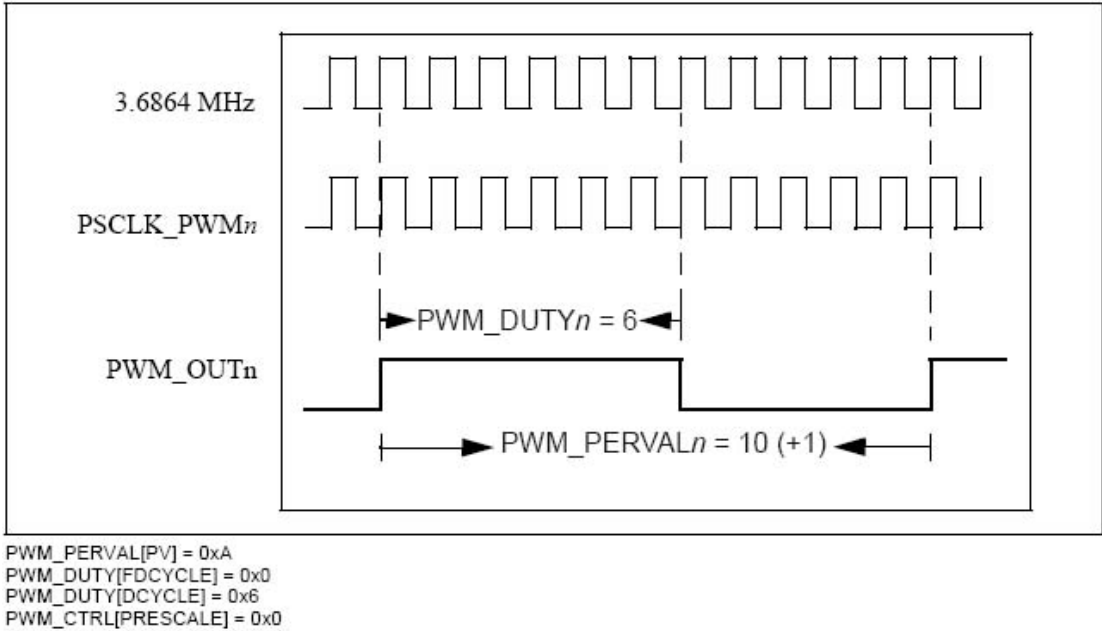 3.6864 MHz
PSCLK_PWMn
PWM_DUTYn = 6
PWM_OUTn
PWM_PERVALn = 10 (+1)
PWM_PERVAL[PV] = 0xA
PWM_DUTY[FDCYCLE] = 0x0
PWM_DUTY[DCYCLE] = 0x6
PWM_CTRL[PRESCALE] = 0x0